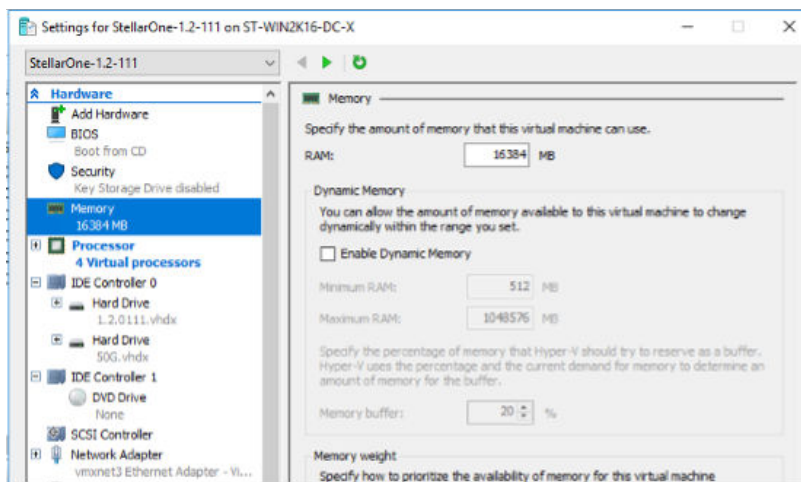 Settings for StellarOne-1.2-111 on ST-WIN2K16-DC-X
StellarOne-1.2-111
Hardware
Add Hardware
BIOS
Boot from CD
Security
Key Storage Drive disabled
Memory
16384 MB
Processor
4 Virtual processors
IDE Controller 0
Hard Drive
1.2.0111.vhdx
Hard Drive
50G.vhdx
IDE Controller 1
DVD Drive
None
SCSI Controller
Network Adapter
vmxnet3 Ethernet Adapter - Vi...
Memory
Specify the amount of memory that this virtual machine can use.
RAM: 16384 MB
Dynamic Memory
You can allow the amount of memory available to this virtual machine to change
dynamically within the range you set.
Enable Dynamic Memory
Minimum RAM: 512 MB
Maximum RAM: 1048576 MB
Specify the percentage of memory that Hyper-V should try to reserve as a buffer.
Hyper-V uses the percentage and the current demand for memory to determine an
amount of memory for the buffer.
Memory buffer: 20 %
Memory weight
Specify how to prioritize the availability of memory for this virtual machine